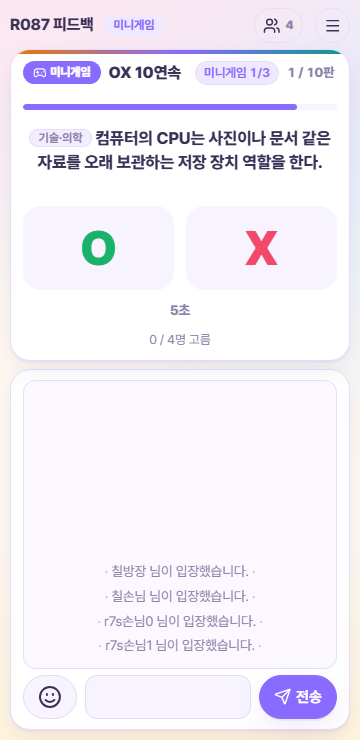 R087 피드백 미니게임 4
미니게임 OX 10연속 미니게임 1/3 1 / 10판
기술·의학 컴퓨터의 CPU는 사진이나 문서 같은
자료를 오래 보관하는 저장 장치 역할을 한다.
O X
5초
0 / 4명 고름
· 칠방장 님이 입장했습니다. ·
· 칠손님 님이 입장했습니다. ·
· r7s손님0 님이 입장했습니다. ·
· r7s손님1 님이 입장했습니다. ·
전송